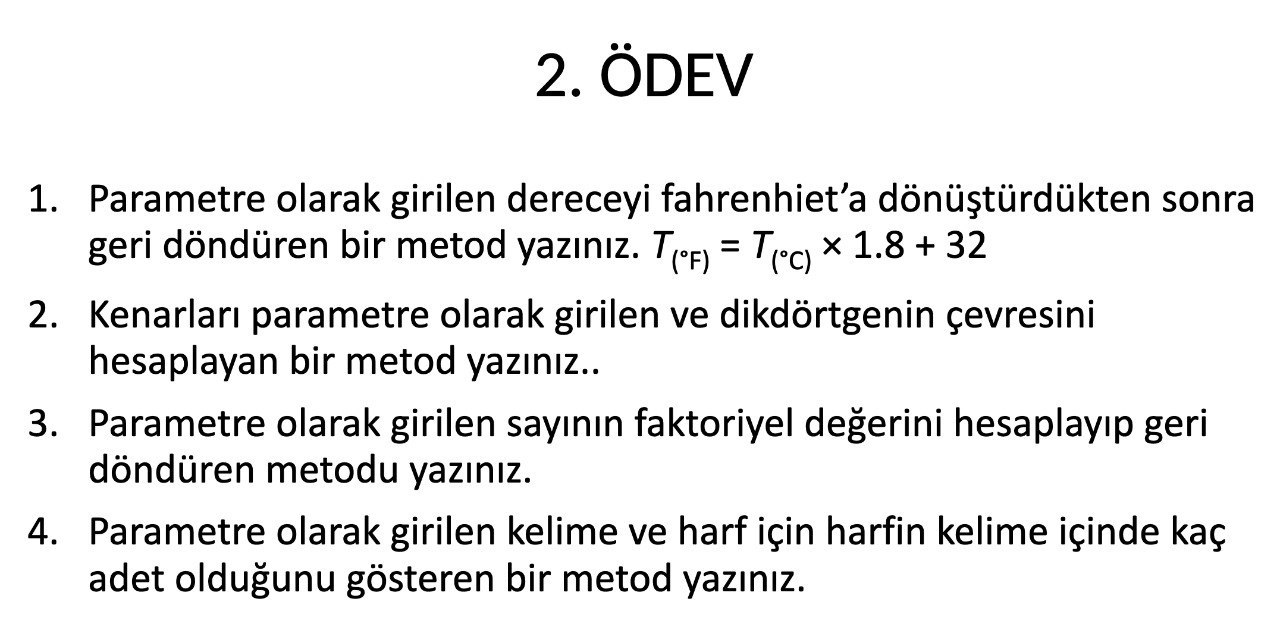 2. ÖDEV
1. Parametre olarak girilen dereceyi fahrenhiet’a dönüştürdükten sonra
geri döndüren bir metod yazınız. T(°F) = T(°C) × 1.8 + 32
2. Kenarları parametre olarak girilen ve dikdörtgenin çevresini
hesaplayan bir metod yazınız..
3. Parametre olarak girilen sayının faktoriyel değerini hesaplayıp geri
döndüren metodu yazınız.
4. Parametre olarak girilen kelime ve harf için harfin kelime içinde kaç
adet olduğunu gösteren bir metod yazınız.